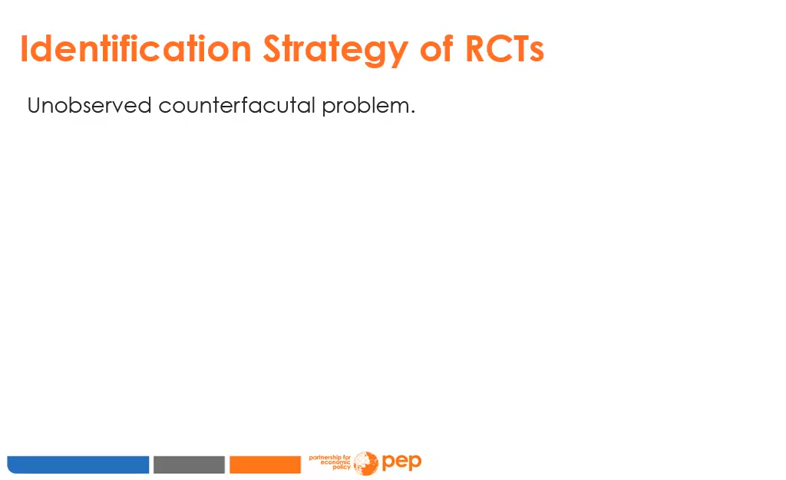 Identification Strategy of RCTs
Unobserved counterfacutal problem.
partnership for
economic
policy
pep